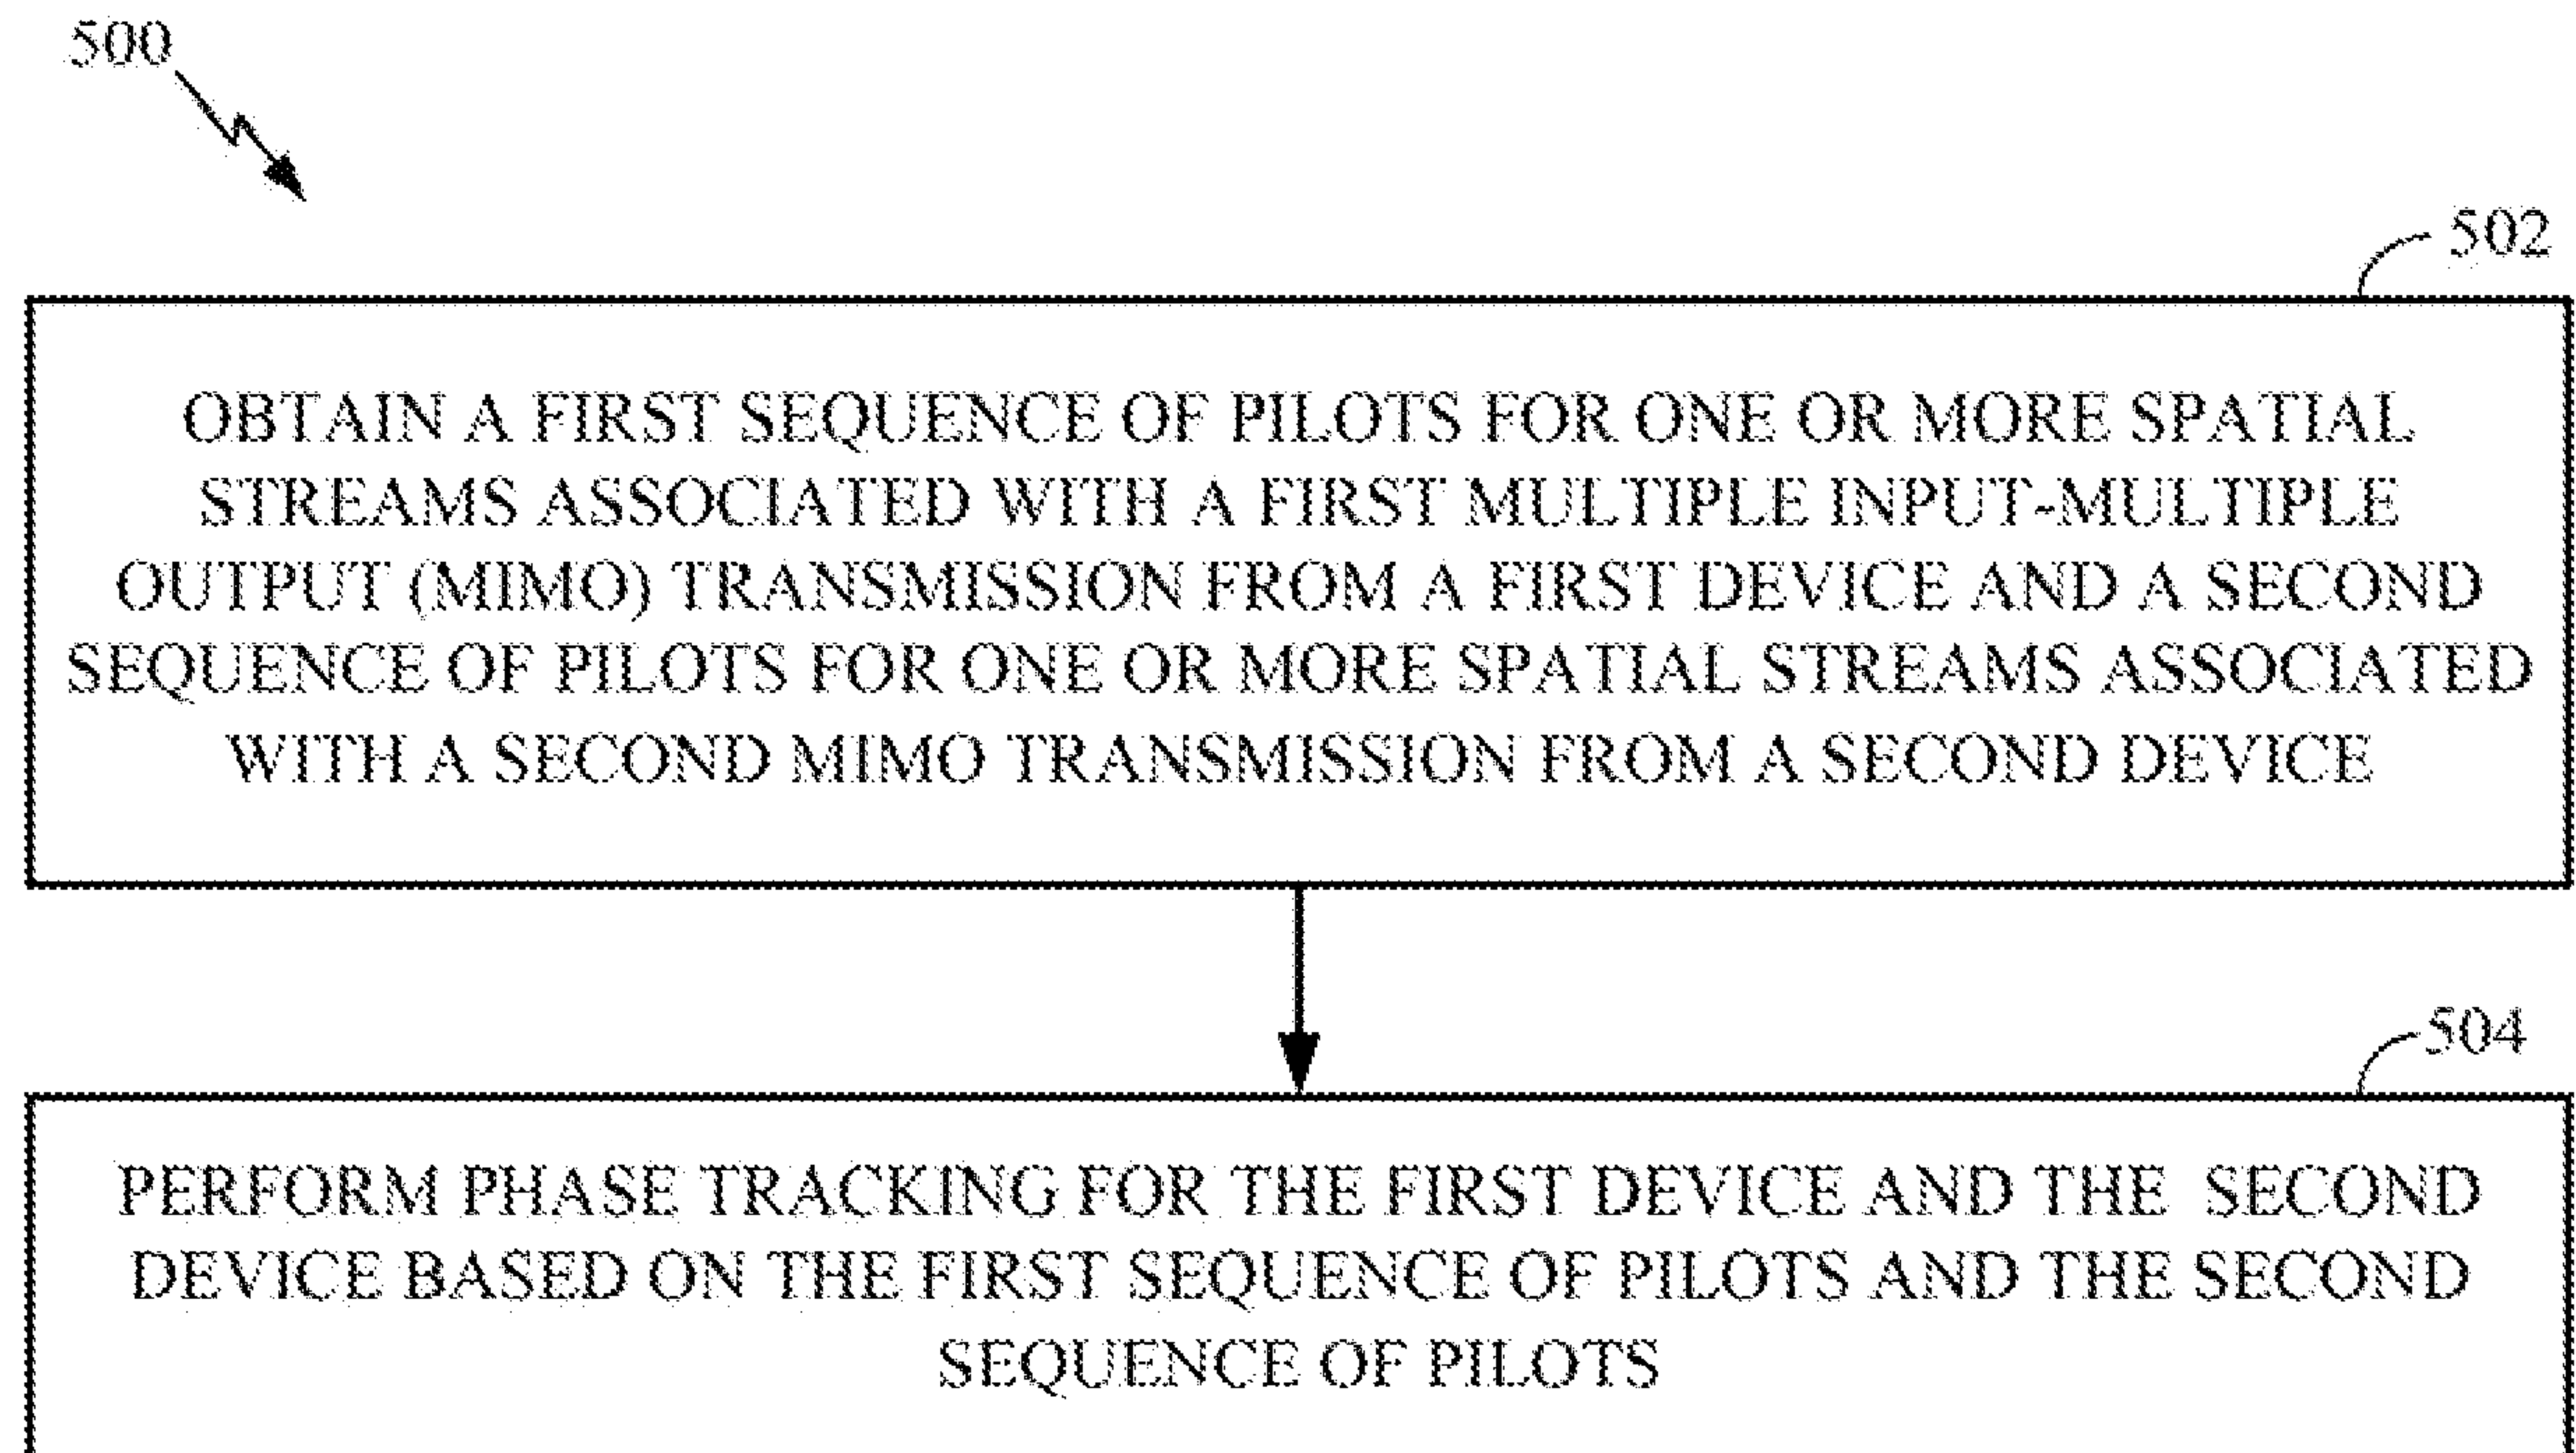 500
502
OBTAIN A FIRST SEQUENCE OF PILOTS FOR ONE OR MORE SPATIAL
STREAMS ASSOCIATED WITH A FIRST MULTIPLE INPUT-MULTIPLE
OUTPUT (MIMO) TRANSMISSION FROM A FIRST DEVICE AND A SECOND
SEQUENCE OF PILOTS FOR ONE OR MORE SPATIAL STREAMS ASSOCIATED
WITH A SECOND MIMO TRANSMISSION FROM A SECOND DEVICE
504
PERFORM PHASE TRACKING FOR THE FIRST DEVICE AND THE SECOND
DEVICE BASED ON THE FIRST SEQUENCE OF PILOTS AND THE SECOND
SEQUENCE OF PILOTS